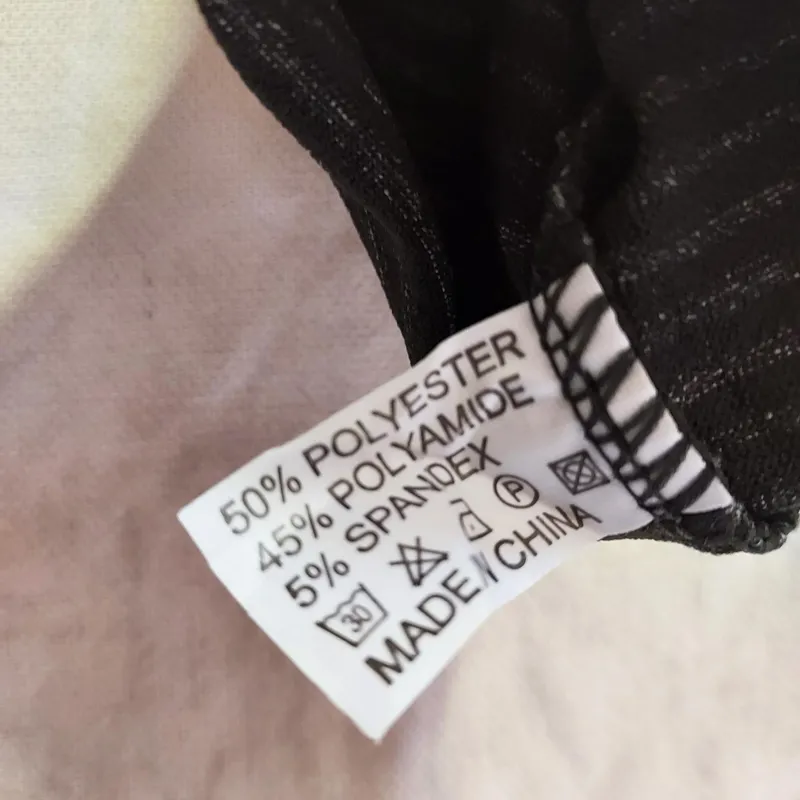 50% POLYESTER
45% POLYAMIDE
5% SPANDEX
30 P
MADE IN CHINA